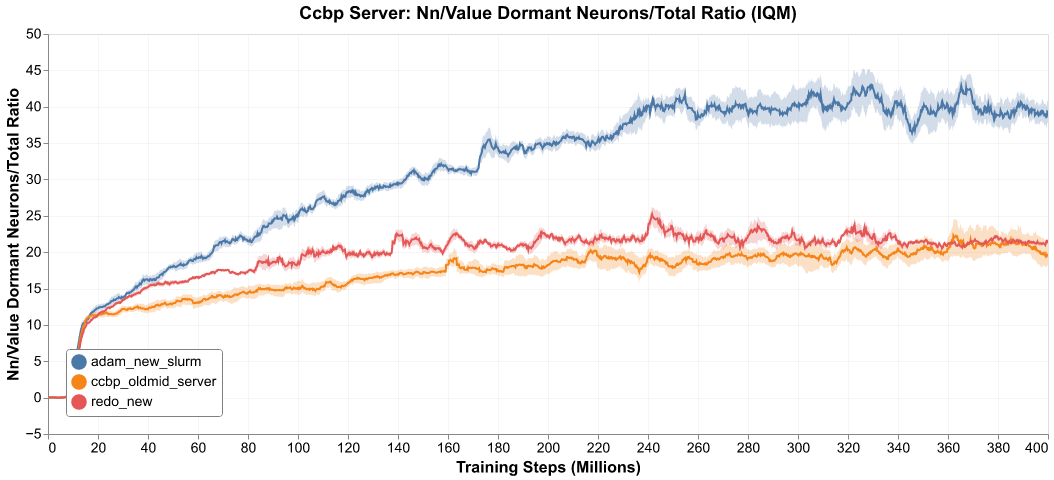 Ccbp Server: Nn/Value Dormant Neurons/Total Ratio (IQM)
Nn/Value Dormant Neurons/Total Ratio
50
45
40
35
30
25
20
15
10
5
0
−5
adam_new_slurm
ccbp_oldmid_server
redo_new
0 20 40 60 80 100 120 140 160 180 200 220 240 260 280 300 320 340 360 380 400
Training Steps (Millions)